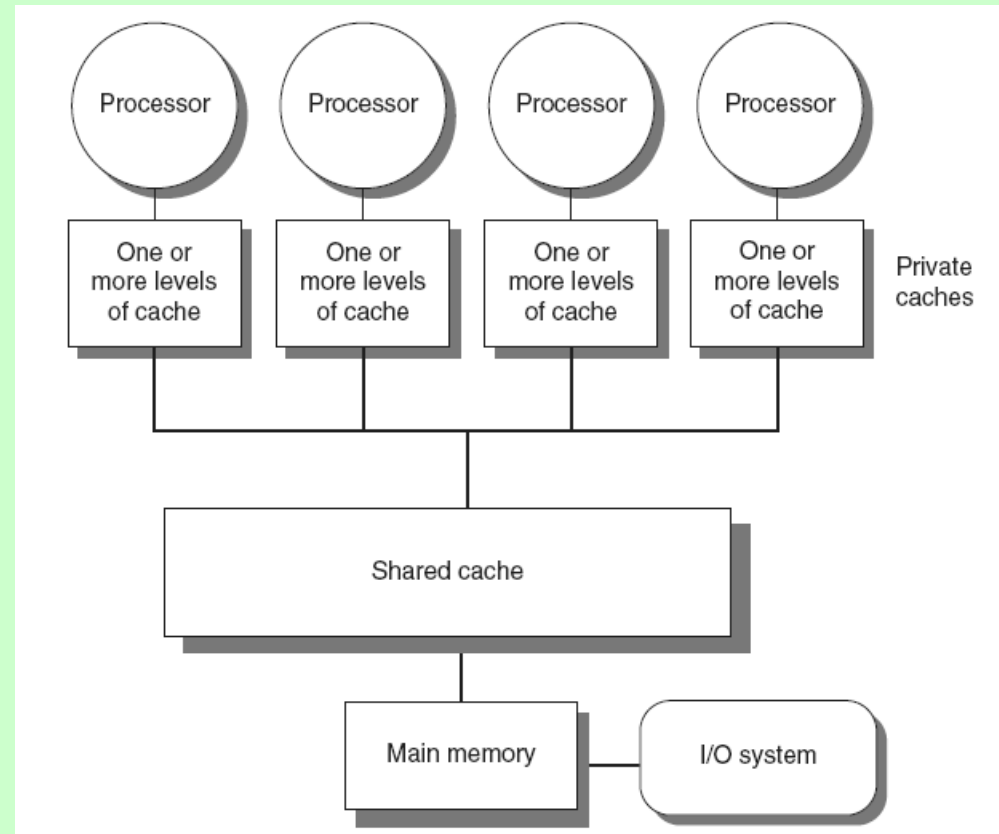 Processor
Processor
Processor
Processor
One or
more levels
of cache
One or
more levels
of cache
One or
more levels
of cache
One or
more levels
of cache
Private
caches
Shared cache
Main memory
I/O system